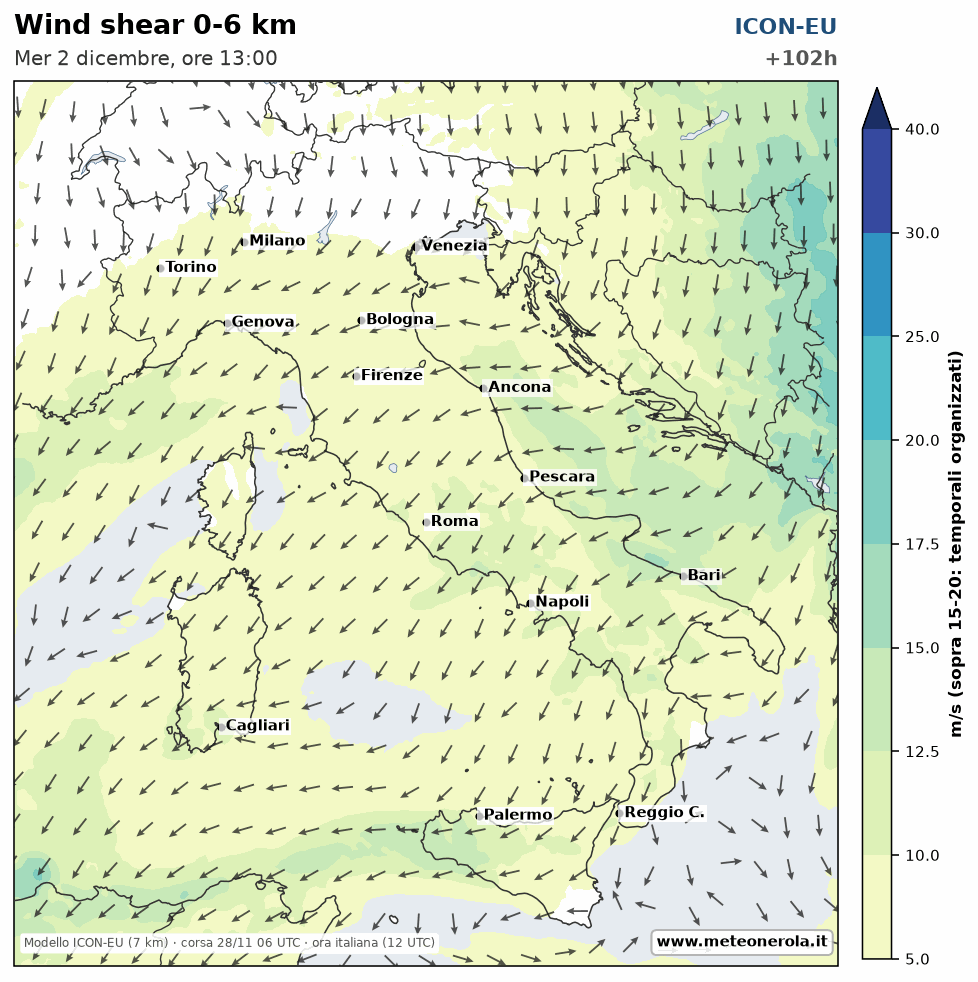 Wind shear 0-6 km
ICON-EU
Mer 2 dicembre, ore 13:00
+102h
40.0
30.0
25.0
20.0
17.5
15.0
12.5
10.0
5.0
m/s (sopra 15-20: temporali organizzati)
Milano
Venezia
Torino
Genova
Bologna
Firenze
Ancona
Pescara
Roma
Bari
Napoli
Cagliari
Palermo
Reggio C.
Modello ICON-EU (7 km) · corsa 28/11 06 UTC · ora italiana (12 UTC)
www.meteonerola.it